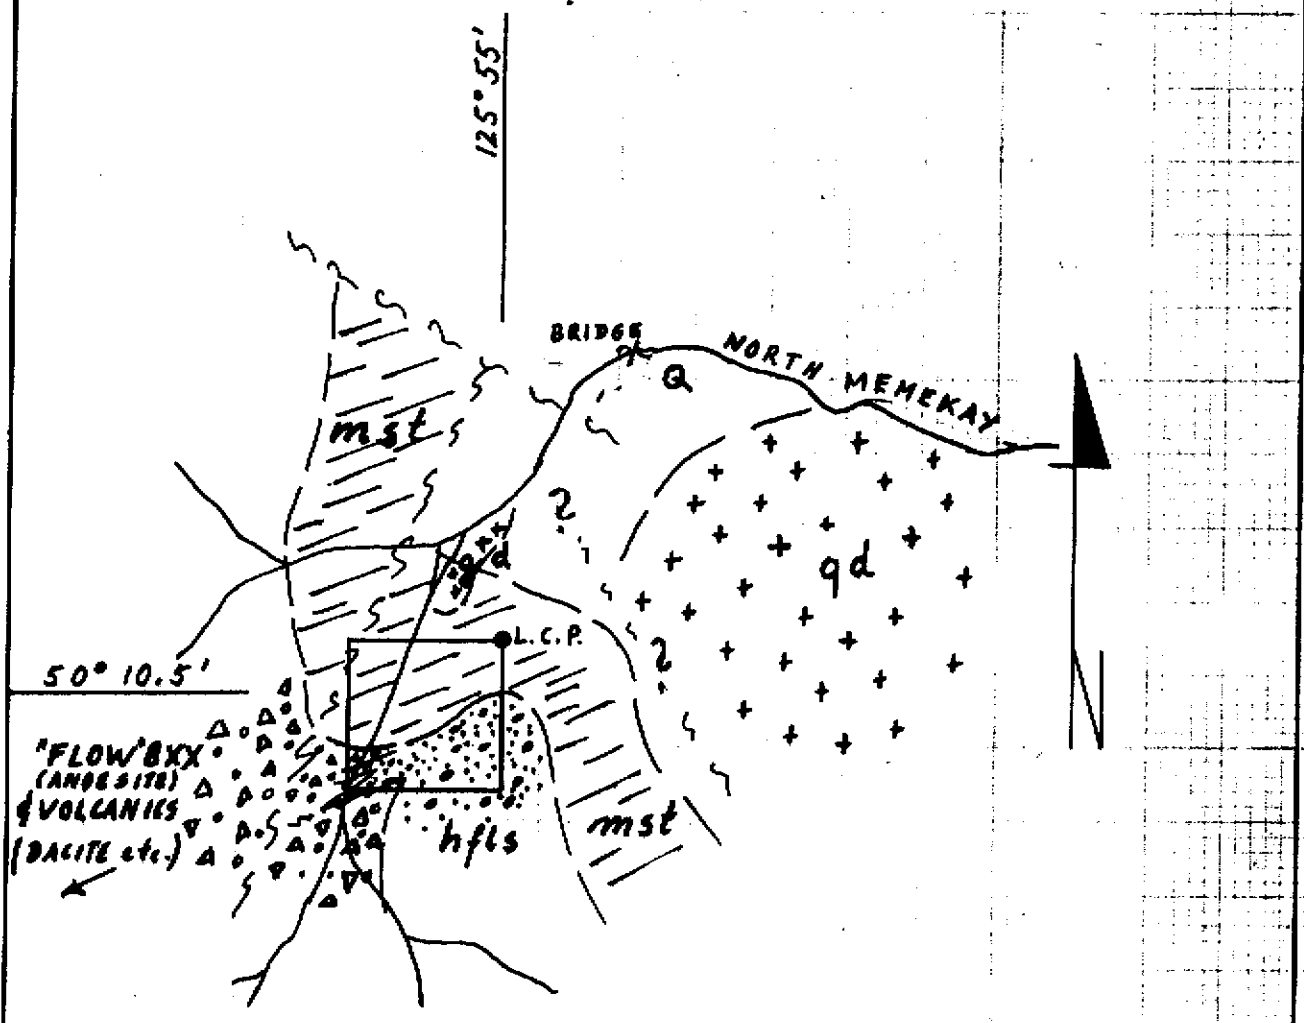 125° 55'
BRIDGE
NORTH MEMEKAY
Q
mst
?
qd
qd
L.C.P.
?
50° 10.5'
"FLOW" BXX
(ANDESITE)
& VOLCANICS
(DACITE etc.)
mst
hfls
N